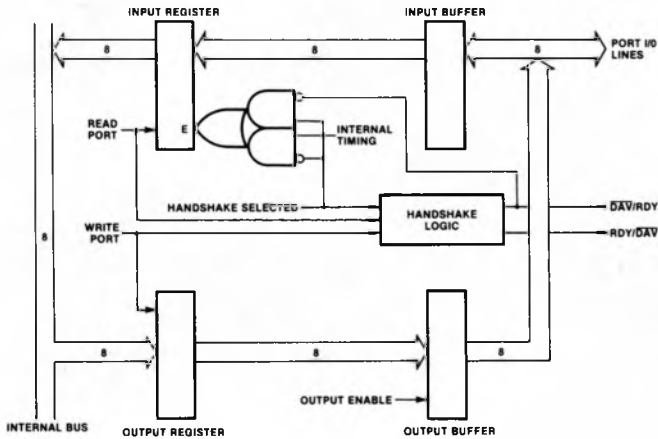 INPUT REGISTER
INPUT BUFFER
8
8
8
PORT I/O
LINES
READ
PORT
E
INTERNAL
TIMING
HANDSHAKE SELECTED
HANDSHAKE
LOGIC
DAV/RDY
RDY/DAV
WRITE
PORT
8
8
8
8
OUTPUT ENABLE
INTERNAL BUS
OUTPUT REGISTER
OUTPUT BUFFER